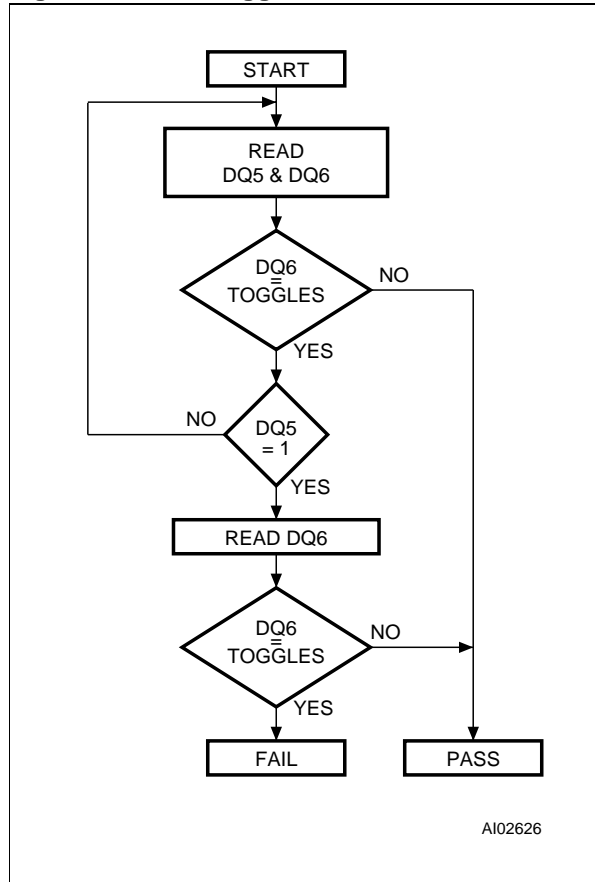 START
READ
DQ5 & DQ6
DQ6
=
TOGGLES
NO
YES
NO
DQ5
= 1
YES
READ DQ6
DQ6
=
TOGGLES
NO
YES
FAIL
PASS
AI02626